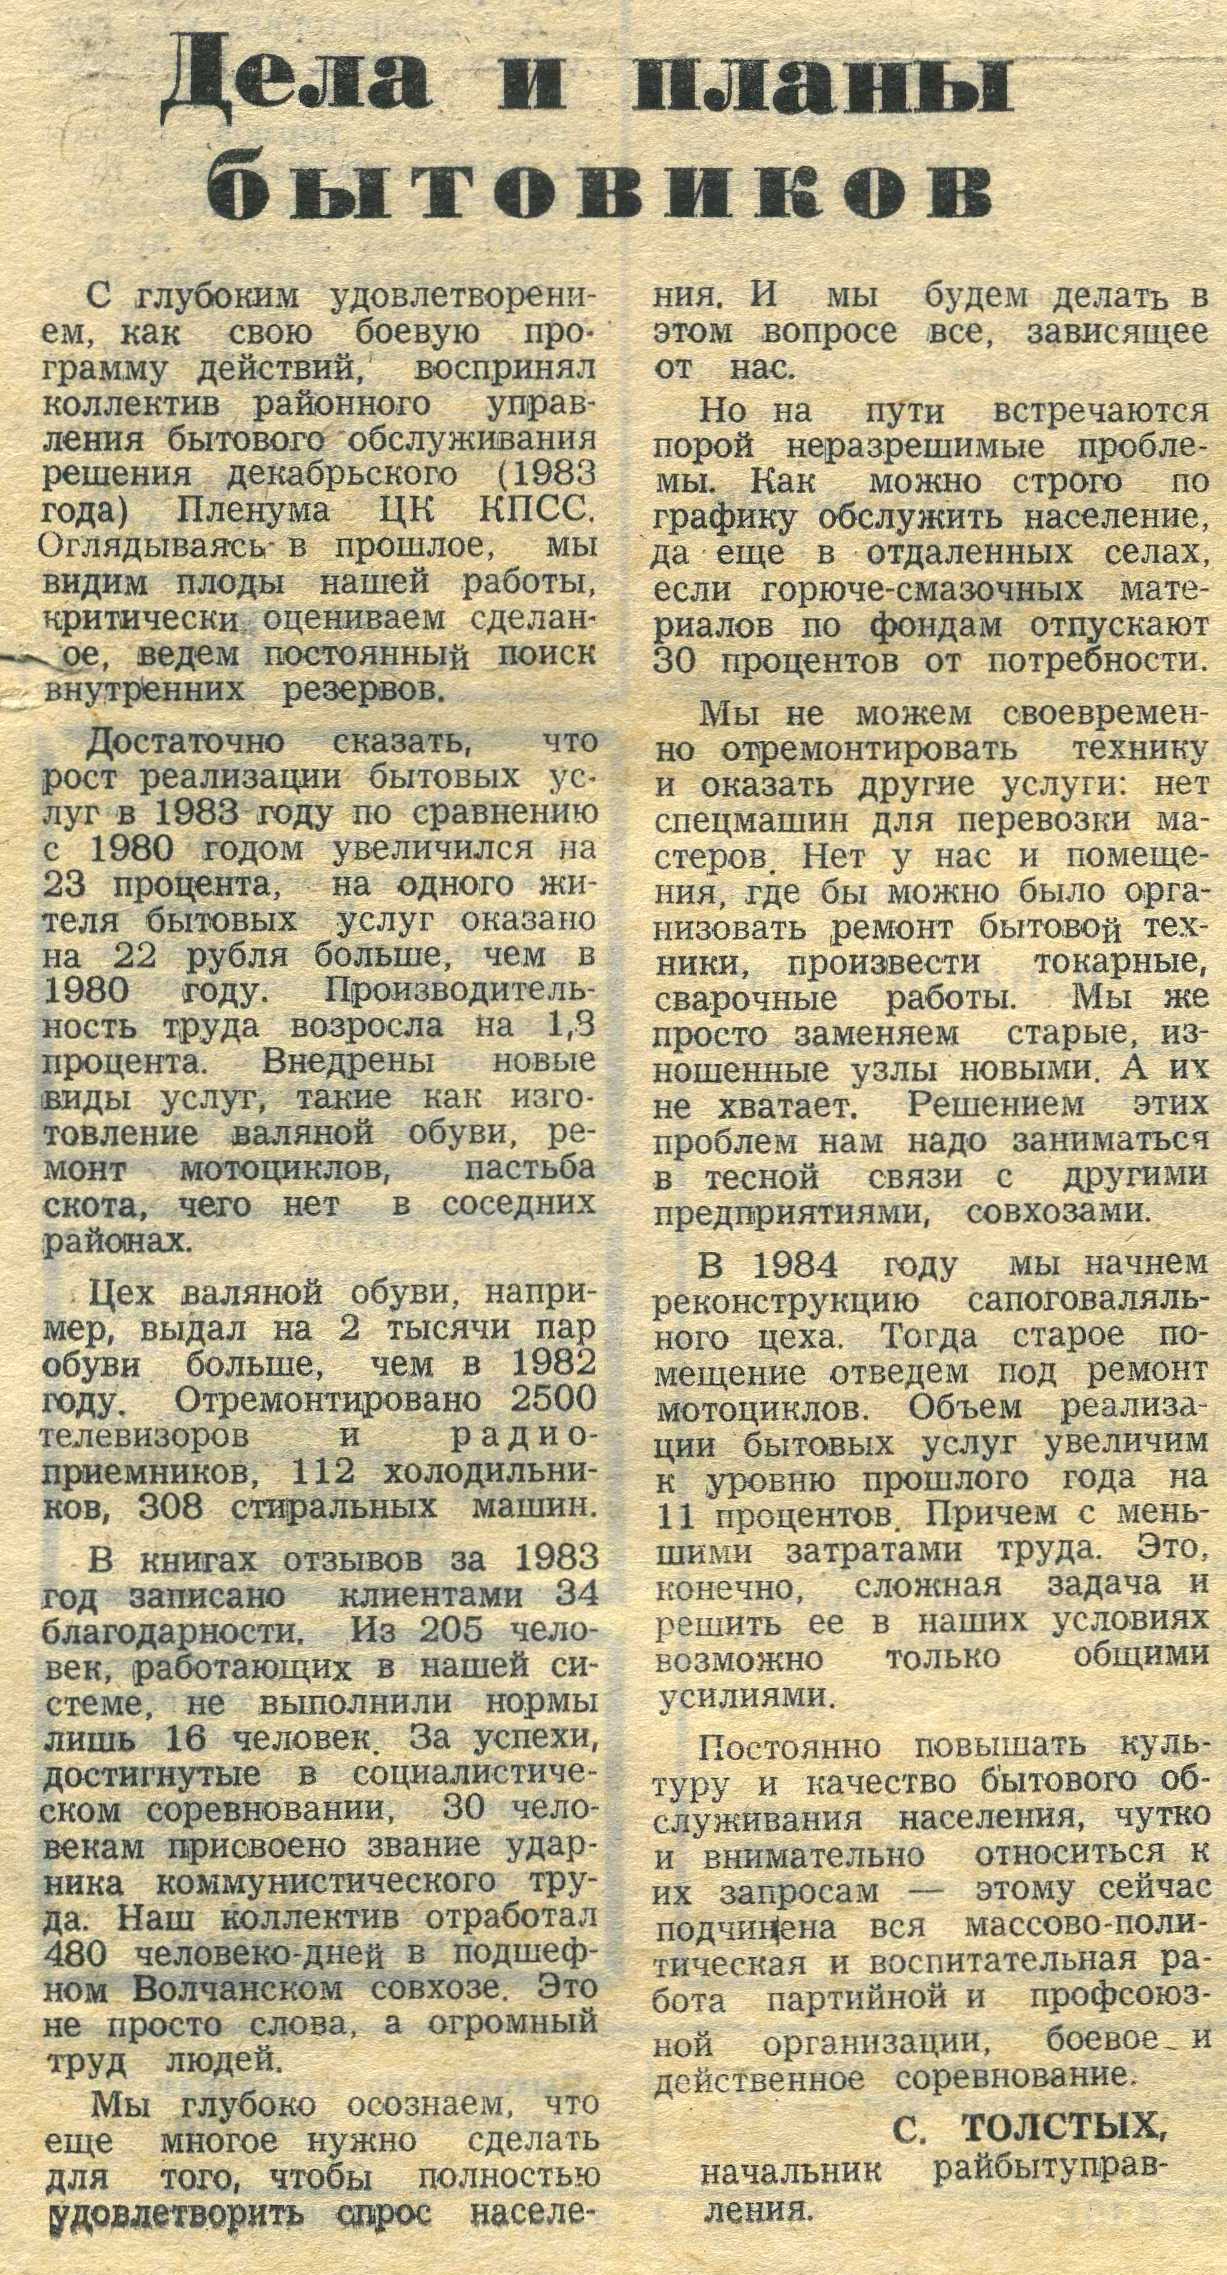 Дела и планы
бытовиков
С глубоким удовлетворени-
ем, как свою боевую про-
грамму действий, воспринял
коллектив районного управ-
ления бытового обслуживания
решения декабрьского (1983
года) Пленума ЦК КПСС.
Оглядываясь в прошлое, мы
видим плоды нашей работы,
критически оцениваем сделан-
ое, ведем постоянный поиск
внутренних резервов.
Достаточно сказать, что
рост реализации бытовых ус-
луг в 1983 году по сравнению
с 1980 годом увеличился на
23 процента, на одного жи-
теля бытовых услуг оказано
на 22 рубля больше, чем в
1980 году. Производитель-
ность труда возросла на 1,3
процента. Внедрены новые
виды услуг, такие как изго-
товление валяной обуви, ре-
монт мотоциклов, пастьба
скота, чего нет в соседних
районах.
Цех валяной обуви, напри-
мер, выдал на 2 тысячи пар
обуви больше, чем в 1982
году. Отремонтировано 2500
телевизоров и радио-
приемников, 112 холодильни-
ков, 308 стиральных машин.
В книгах отзывов за 1983
год записано клиентами 34
благодарности. Из 205 чело-
век, работающих в нашей си-
стеме, не выполнили нормы
лишь 16 человек. За успехи,
достигнутые в социалистиче-
ском соревновании, 30 чело-
векам присвоено звание удар-
ника коммунистического тру-
да. Наш коллектив отработал
480 человеко-дней в подшеф-
ном Волчанском совхозе. Это
не просто слова, а огромный
труд людей.
Мы глубоко осознаем, что
еще многое нужно сделать
для того, чтобы полностью
удовлетворить спрос населе-
ния. И мы будем делать в
этом вопросе все, зависящее
от нас.
Но на пути встречаются
порой неразрешимые пробле-
мы. Как можно строго по
графику обслужить население,
да еще в отдаленных селах,
если горюче-смазочных мате-
риалов по фондам отпускают
30 процентов от потребности.
Мы не можем своевремен-
но отремонтировать технику
и оказать другие услуги: нет
спецмашин для перевозки ма-
стеров. Нет у нас и помеще-
ния, где бы можно было орга-
низовать ремонт бытовой тех-
ники, произвести токарные,
сварочные работы. Мы же
просто заменяем старые, из-
ношенные узлы новыми. А их
не хватает. Решением этих
проблем нам надо заниматься
в тесной связи с другими
предприятиями, совхозами.
В 1984 году мы начнем
реконструкцию сапоговаляль-
ного цеха. Тогда старое по-
мещение отведем под ремонт
мотоциклов. Объем реализа-
ции бытовых услуг увеличим
к уровню прошлого года на
11 процентов. Причем с мень-
шими затратами труда. Это,
конечно, сложная задача и
решить ее в наших условиях
возможно только общими
усилиями.
Постоянно повышать куль-
туру и качество бытового об-
служивания населения, чутко
и внимательно относиться к
их запросам — этому сейчас
подчинена вся массово-поли-
тическая и воспитательная ра-
бота партийной и профсоюз-
ной организации, боевое и
действенное соревнование.
С. ТОЛСТЫХ,
начальник райбытуправ-
ления.